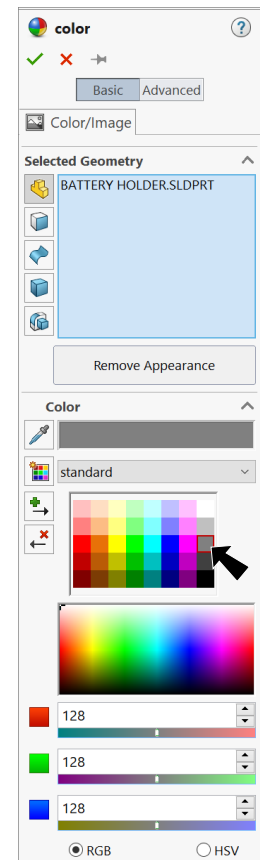 color
?
Basic Advanced
Color/Image
Selected Geometry
BATTERY HOLDER.SLDPRT
Remove Appearance
Color
standard
128
128
128
RGB HSV